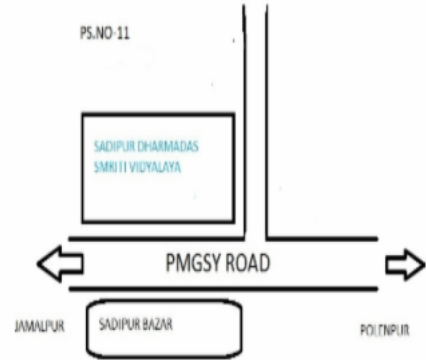 PS.NO-11
SADIPUR DHARMADAS
SMRITI VIDYALAYA
PMGSY ROAD
JAMALPUR
SADIPUR BAZAR
POLENPUR